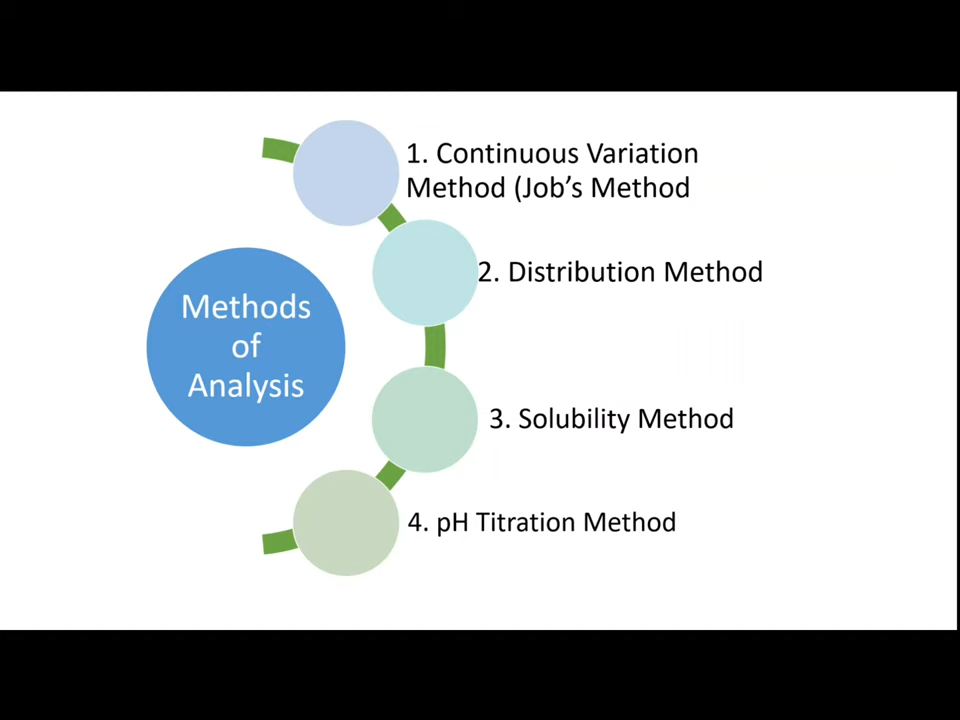 Methods
of
Analysis
1. Continuous Variation
Method (Job’s Method
2. Distribution Method
3. Solubility Method
4. pH Titration Method